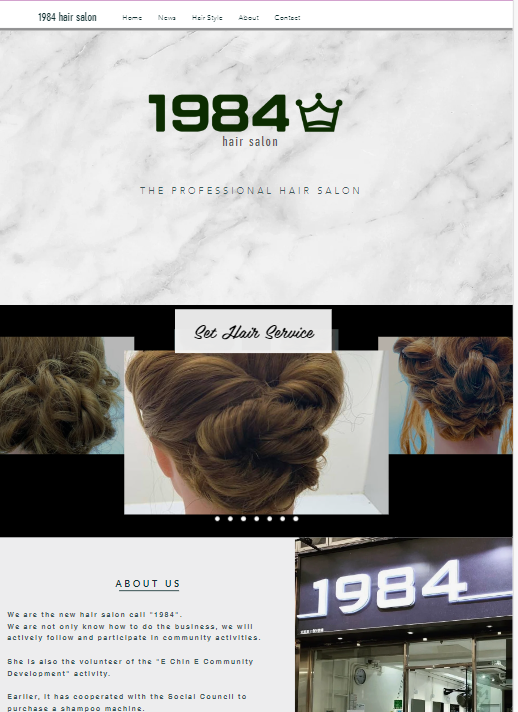 1984 hair salon
Home News Hair Style About Contact
1984
hair salon
THE PROFESSIONAL HAIR SALON
Set Hair Service
ABOUT US
We are the new hair salon call "1984".
We are not only know how to do the business, we will
actively follow and participate in community activities.
She is also the volunteer of the "E Chin E Community
Development" activity.
Earlier, it has cooperated with the Social Council to
purchase a shampoo machine.
1984